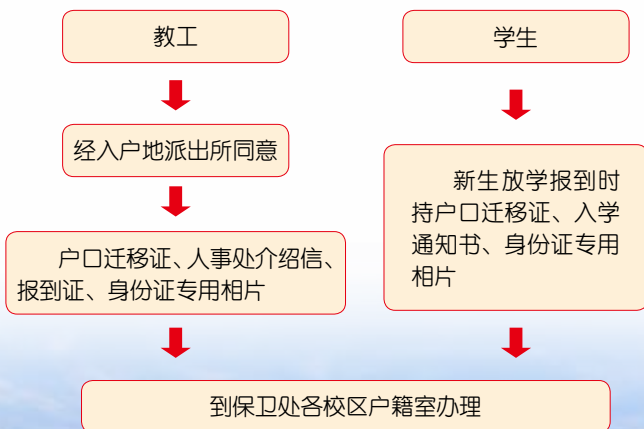 教工
学生
经入户地派出所同意
新生放学报到时
持户口迁移证、入学
通知书、身份证专用
相片
户口迁移证、人事处介绍信、
报到证、身份证专用相片
到保卫处各校区户籍室办理